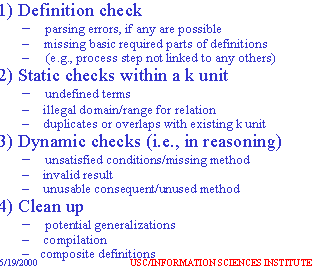 1) Definition check
– parsing errors, if any are possible
– missing basic required parts of definitions
– (e.g., process step not linked to any others)
2) Static checks within a k unit
– undefined terms
– illegal domain/range for relation
– duplicates or overlaps with existing k unit
3) Dynamic checks (i.e., in reasoning)
– unsatisfied conditions/missing method
– invalid result
– unusable consequent/unused method
4) Clean up
– potential generalizations
– compilation
– composite definitions
5/19/2000 USC/INFORMATION SCIENCES INSTITUTE